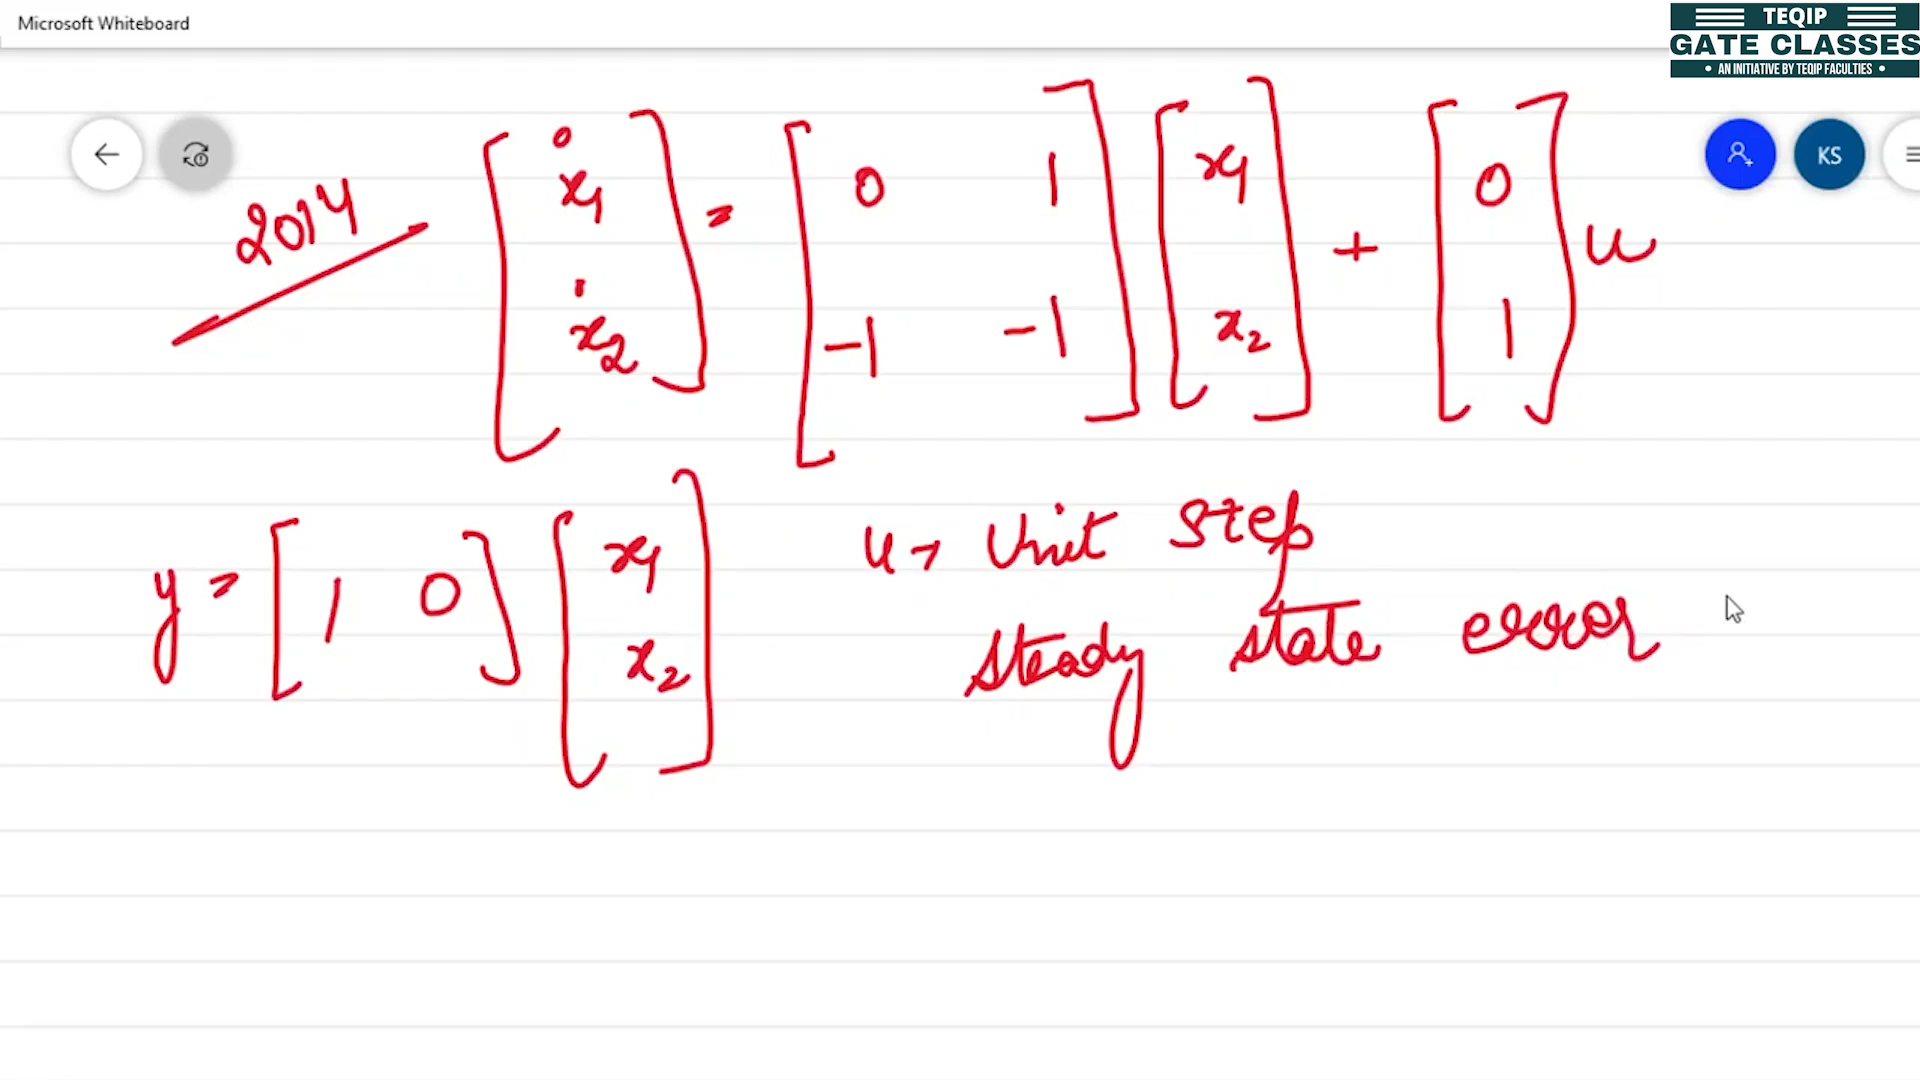 Microsoft Whiteboard
TEQIP
GATE CLASSES
• AN INITIATIVE BY TEQIP FACULTIES •
KS
2014
[ẋ₁ ẋ₂] = [0 1 -1 -1] [x₁ x₂] + [0 1] u
y = [1 0] [x₁ x₂]
u → Unit Step
Steady state error